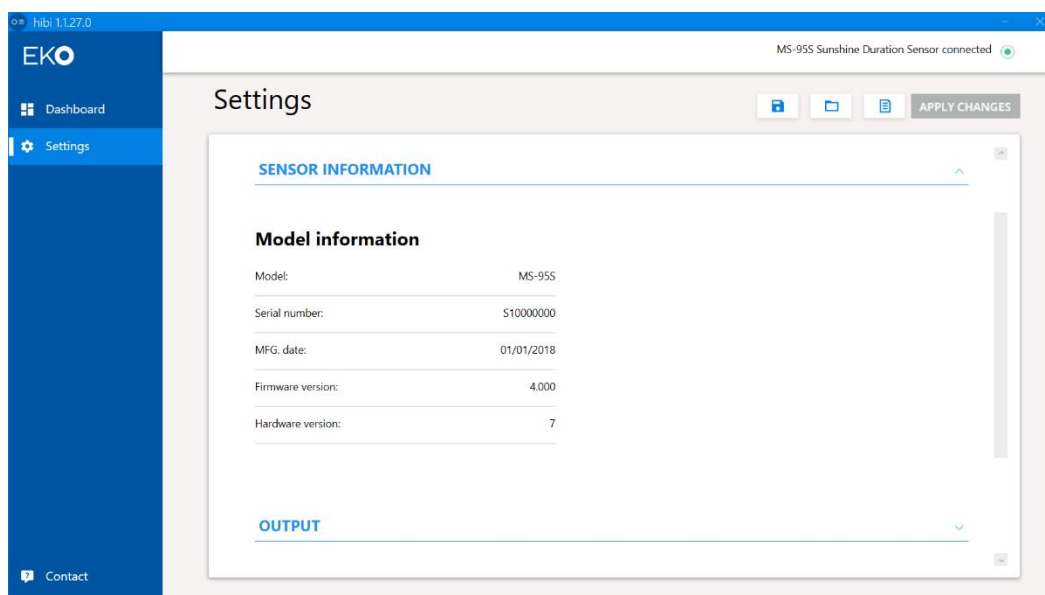 hibi 1.1.27.0
EKO
MS-95S Sunshine Duration Sensor connected
Dashboard
Settings
Settings
APPLY CHANGES
SENSOR INFORMATION
Model information
Model: MS-95S
Serial number: S10000000
MFG. date: 01/01/2018
Firmware version: 4.000
Hardware version: 7
OUTPUT
Contact